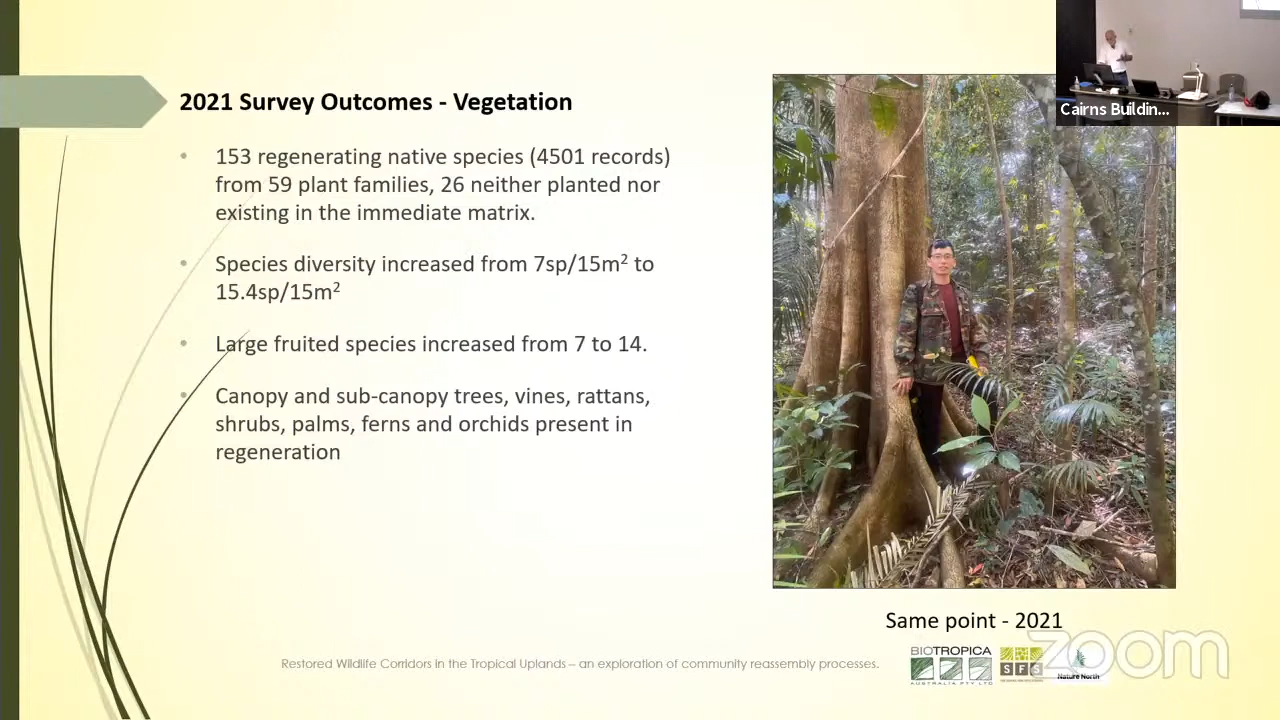 Cairns Buildin...
2021 Survey Outcomes - Vegetation
• 153 regenerating native species (4501 records)
from 59 plant families, 26 neither planted nor
existing in the immediate matrix.
• Species diversity increased from 7sp/15m² to
15.4sp/15m²
• Large fruited species increased from 7 to 14.
• Canopy and sub-canopy trees, vines, rattans,
shrubs, palms, ferns and orchids present in
regeneration
Same point - 2021
Restored Wildlife Corridors in the Tropical Uplands – an exploration of community reassembly processes.
BIOTROPICA
AUSTRALIA PTY LTD
SFS
Nature North
zoom